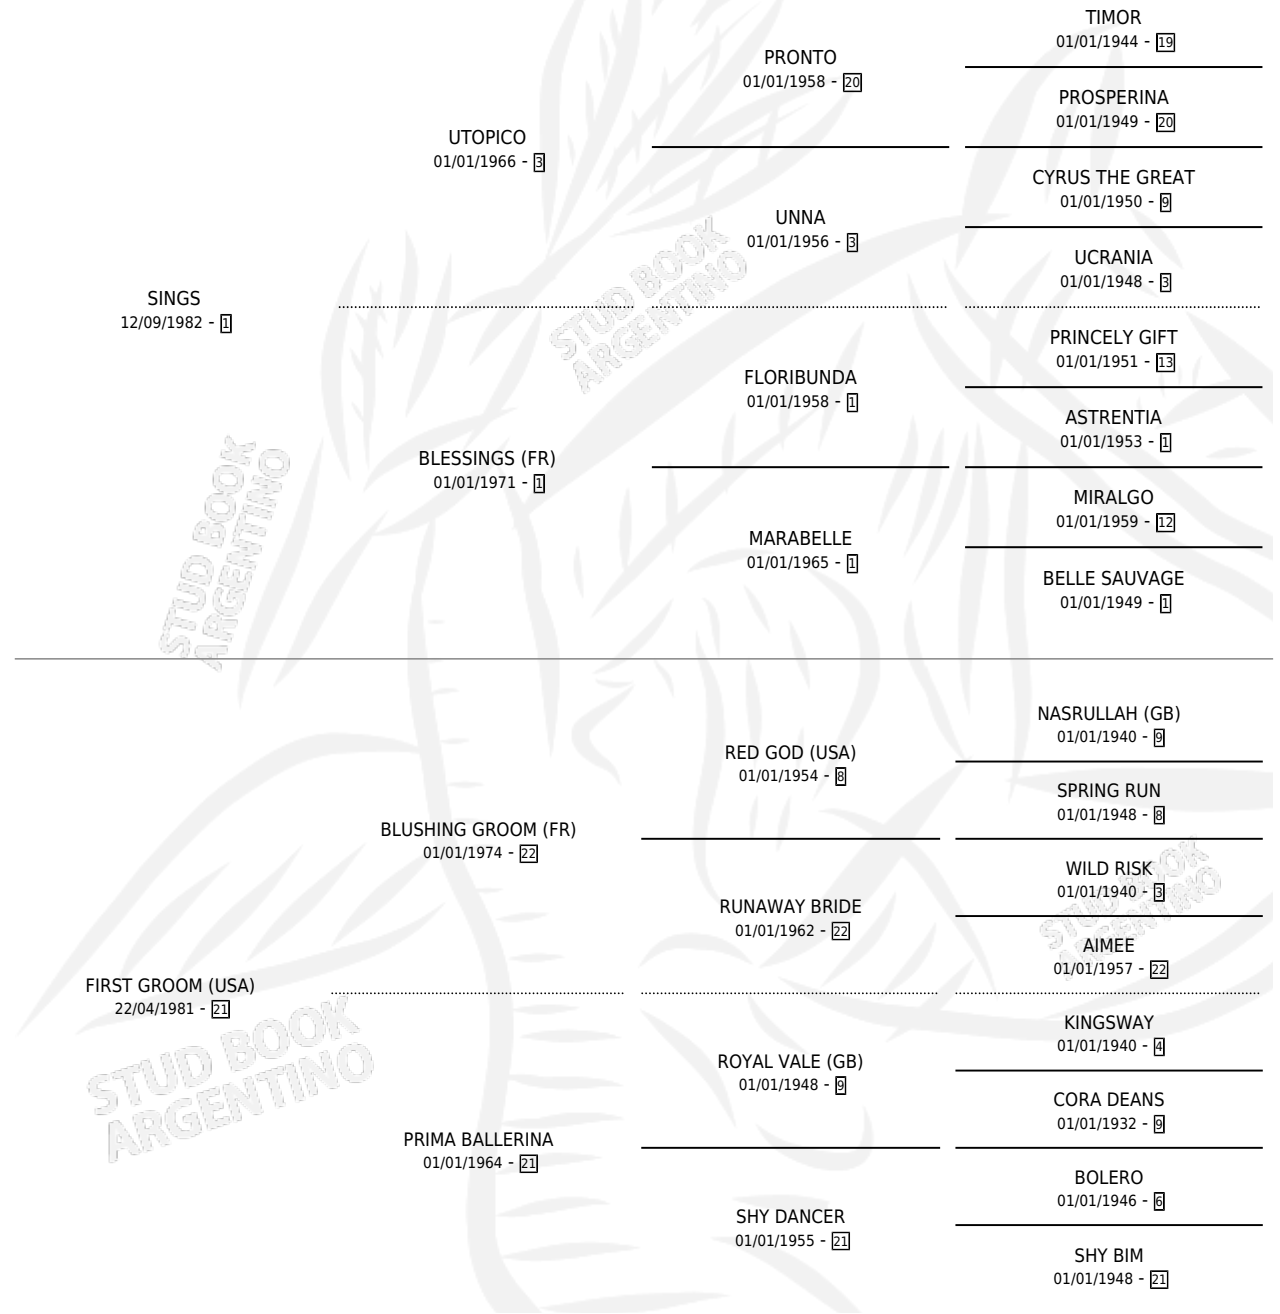 SINGS
12/09/1982 - 1
UTOPICO
01/01/1966 - 3
PRONTO
01/01/1958 - 20
TIMOR
01/01/1944 - 19
PROSPERINA
01/01/1949 - 20
UNNA
01/01/1956 - 3
CYRUS THE GREAT
01/01/1950 - 9
UCRANIA
01/01/1948 - 3
BLESSINGS (FR)
01/01/1971 - 1
FLORIBUNDA
01/01/1958 - 1
PRINCELY GIFT
01/01/1951 - 13
ASTRENTIA
01/01/1953 - 1
MARABELLE
01/01/1965 - 1
MIRALGO
01/01/1959 - 12
BELLE SAUVAGE
01/01/1949 - 1
FIRST GROOM (USA)
22/04/1981 - 21
BLUSHING GROOM (FR)
01/01/1974 - 22
RED GOD (USA)
01/01/1954 - 8
NASRULLAH (GB)
01/01/1940 - 9
SPRING RUN
01/01/1948 - 8
RUNAWAY BRIDE
01/01/1962 - 22
WILD RISK
01/01/1940 - 3
AIMEE
01/01/1957 - 22
PRIMA BALLERINA
01/01/1964 - 21
ROYAL VALE (GB)
01/01/1948 - 9
KINGSWAY
01/01/1940 - 4
CORA DEANS
01/01/1932 - 9
SHY DANCER
01/01/1955 - 21
BOLERO
01/01/1946 - 6
SHY BIM
01/01/1948 - 21
STUD BOOK
ARGENTINO
STUD BOOK
ARGENTINO
STUD BOOK
ARGENTINO
STUD BOOK
ARGENTINO